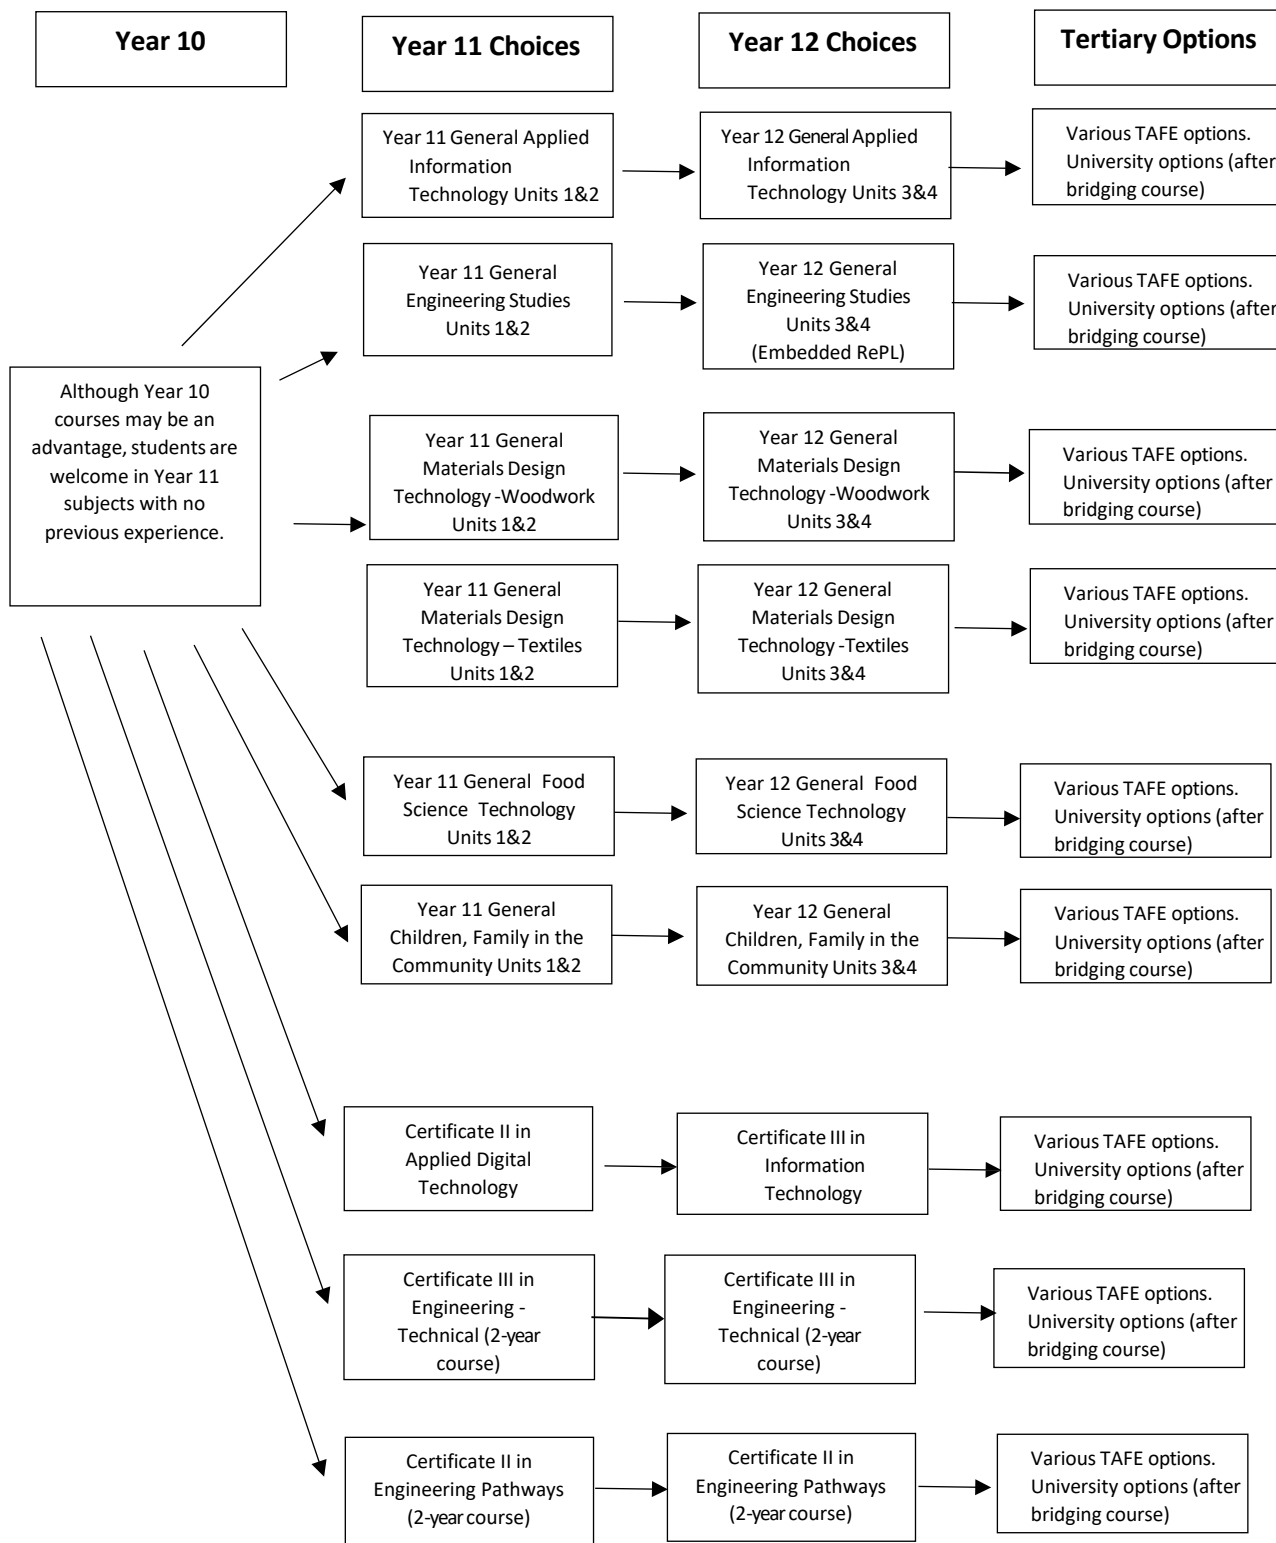 Year 10
Year 11 Choices
Year 12 Choices
Tertiary Options
Year 11 General Applied
Information
Technology Units 1&2
Year 12 General Applied
Information
Technology Units 3&4
Various TAFE options.
University options (after
bridging course)
Year 11 General
Engineering Studies
Units 1&2
Year 12 General
Engineering Studies
Units 3&4
(Embedded RePL)
Various TAFE options.
University options (after
bridging course)
Although Year 10
courses may be an
advantage, students are
welcome in Year 11
subjects with no
previous experience.
Year 11 General
Materials Design
Technology -Woodwork
Units 1&2
Year 12 General
Materials Design
Technology -Woodwork
Units 3&4
Various TAFE options.
University options (after
bridging course)
Year 11 General
Materials Design
Technology – Textiles
Units 1&2
Year 12 General
Materials Design
Technology -Textiles
Units 3&4
Various TAFE options.
University options (after
bridging course)
Year 11 General Food
Science Technology
Units 1&2
Year 12 General Food
Science Technology
Units 3&4
Various TAFE options.
University options (after
bridging course)
Year 11 General
Children, Family in the
Community Units 1&2
Year 12 General
Children, Family in the
Community Units 3&4
Various TAFE options.
University options (after
bridging course)
Certificate II in
Applied Digital
Technology
Certificate III in
Information
Technology
Various TAFE options.
University options (after
bridging course)
Certificate III in
Engineering -
Technical (2-year
course)
Certificate III in
Engineering -
Technical (2-year
course)
Various TAFE options.
University options (after
bridging course)
Certificate II in
Engineering Pathways
(2-year course)
Certificate II in
Engineering Pathways
(2-year course)
Various TAFE options.
University options (after
bridging course)